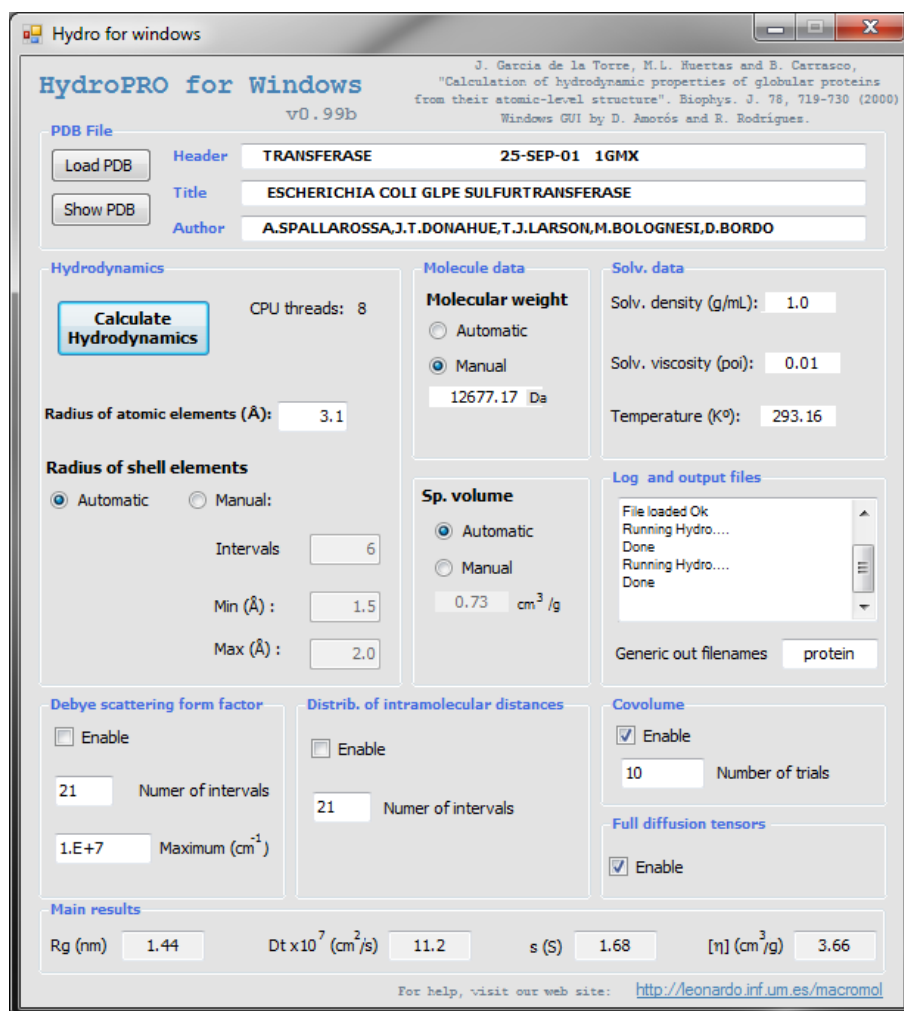 Hydro for windows
HydroPRO for Windows
v0.99b
J. Garcia de la Torre, M.L. Huertas and B. Carrasco,
"Calculation of hydrodynamic properties of globular proteins
from their atomic-level structure". Biophys. J. 78, 719-730 (2000)
Windows GUI by D. Amorós and R. Rodrígues.
PDB File
Load PDB
Show PDB
Header TRANSFERASE 25-SEP-01 1GMX
Title ESCHERICHIA COLI GLPE SULFURTRANSFERASE
Author A.SPALLAROSSA,J.T.DONAHUE,T.J.LARSON,M.BOLOGNESI,D.BORDO
Hydrodynamics
Calculate
Hydrodynamics
CPU threads: 8
Radius of atomic elements (Å): 3.1
Radius of shell elements
Automatic Manual:
Intervals 6
Min (Å) : 1.5
Max (Å) : 2.0
Molecule data
Molecular weight
Automatic
Manual
12677.17 Da
Sp. volume
Automatic
Manual
0.73 cm³ /g
Solv. data
Solv. density (g/mL): 1.0
Solv. viscosity (poi): 0.01
Temperature (Kº): 293.16
Log and output files
File loaded Ok
Running Hydro....
Done
Running Hydro....
Done
Generic out filenames protein
Debye scattering form factor
Enable
21 Numer of intervals
1.E+7 Maximum (cm⁻¹)
Distrib. of intramolecular distances
Enable
21 Numer of intervals
Covolume
Enable
10 Number of trials
Full diffusion tensors
Enable
Main results
Rg (nm) 1.44 Dt x10⁷ (cm²/s) 11.2 s (S) 1.68 [η] (cm³/g) 3.66
For help, visit our web site: http://leonardo.inf.um.es/macromol